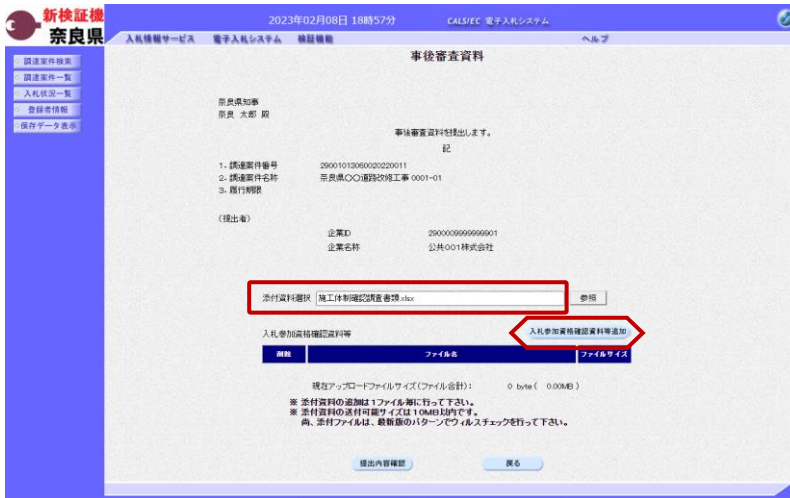 新検証機
奈良県
2023年02月08日 18時57分
CALS/EC 電子入札システム
入札情報サービス 電子入札システム 検証機能 ヘルプ
調達案件検索
調達案件一覧
入札状況一覧
登録者情報
保存データ表示
事後審査資料
奈良県知事
奈良 太郎 殿
事後審査資料を提出します。
記
1. 調達案件番号 29001013060020220011
2. 調達案件名称 奈良県○○道路改修工事 0001-01
3. 履行期限
(提出者)
企業ID 2900009999999901
企業名称 公共001株式会社
添付資料選択 施工体制確認調査書類.xlsx 参照
入札参加資格確認資料等 入札参加資格確認資料等追加
削除 ファイル名 ファイルサイズ
現在アップロードファイルサイズ(ファイル合計): 0 byte ( 0.00MB )
※ 添付資料の追加は1ファイル毎に行って下さい。
※ 添付資料の送付可能サイズは10MB以内です。
尚、添付ファイルは、最新版のパターンでウィルスチェックを行って下さい。
提出内容確認 戻る